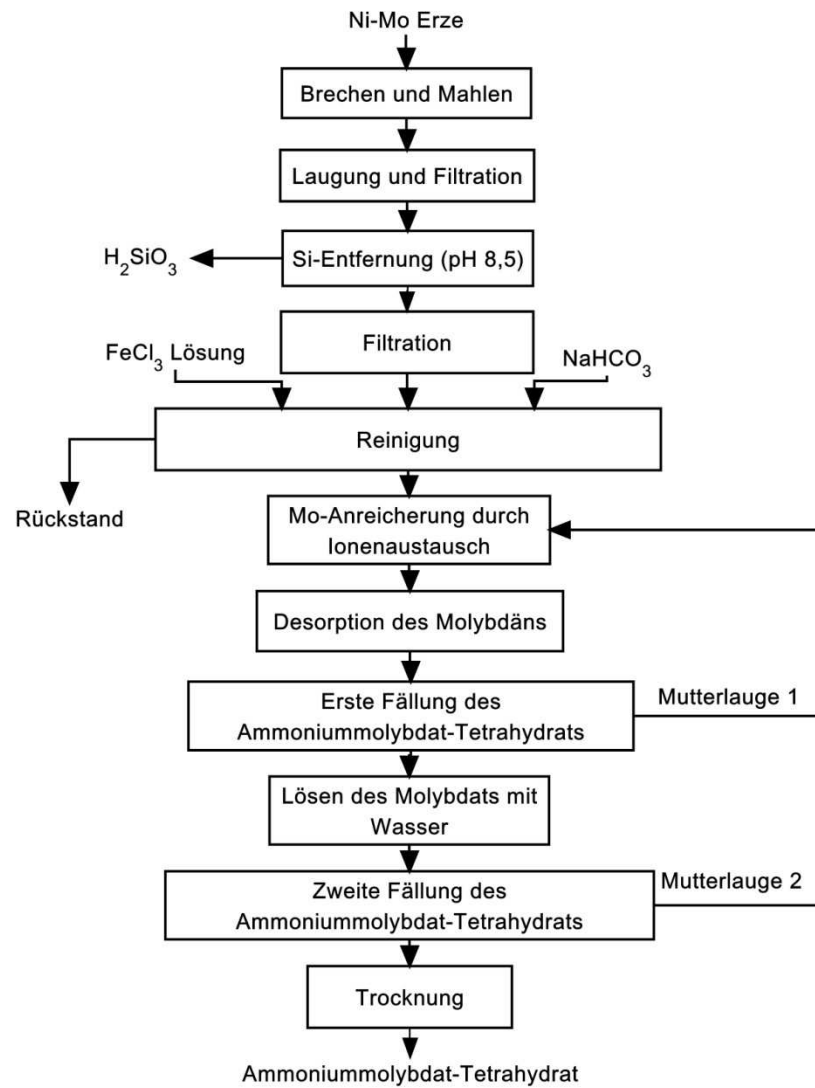 Ni-Mo Erze
Brechen und Mahlen
Laugung und Filtration
H₂SiO₃
Si-Entfernung (pH 8,5)
Filtration
FeCl₃ Lösung
NaHCO₃
Reinigung
Rückstand
Mo-Anreicherung durch
Ionenaustausch
Desorption des Molybdäns
Erste Fällung des
Ammoniummolybdat-Tetrahydrats
Mutterlauge 1
Lösen des Molybdats mit
Wasser
Zweite Fällung des
Ammoniummolybdat-Tetrahydrats
Mutterlauge 2
Trocknung
Ammoniummolybdat-Tetrahydrat